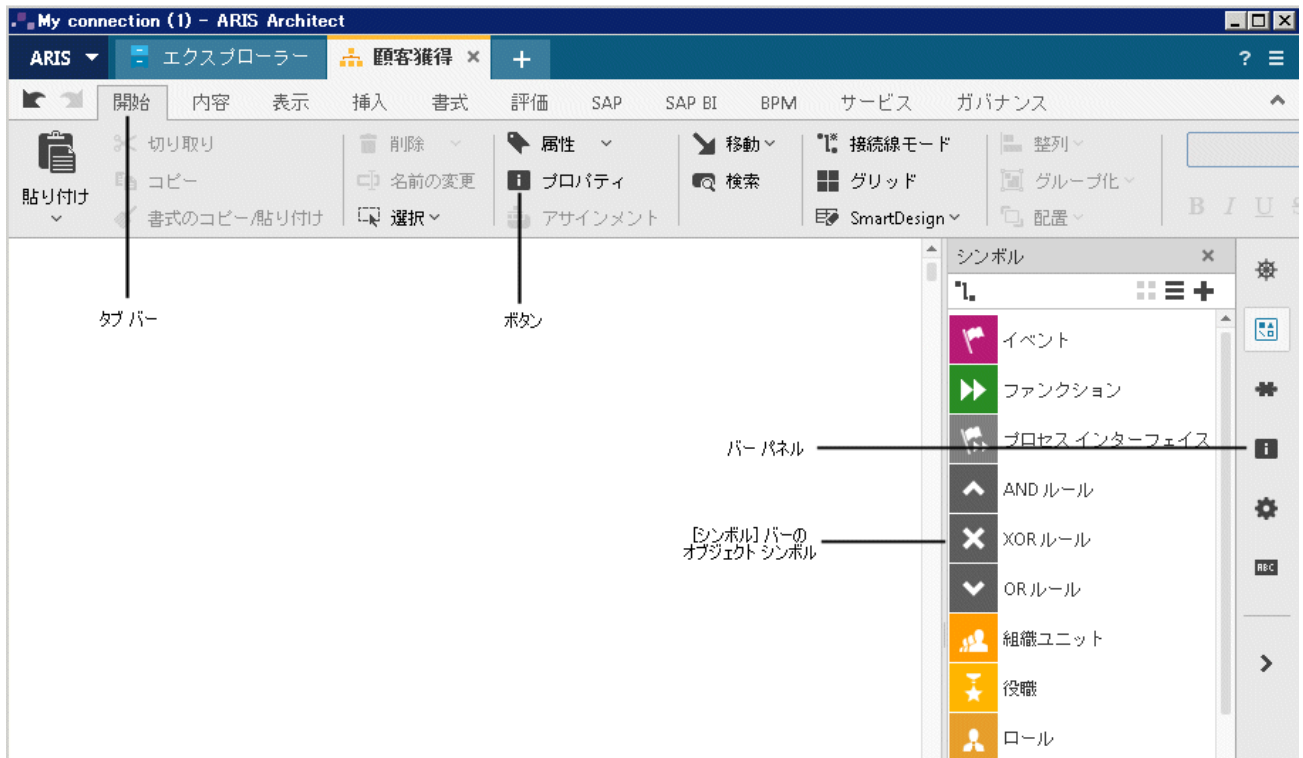 My connection (1) - ARIS Architect
ARIS エクスプローラー 顧客獲得 × + ?
開始 内容 表示 挿入 書式 評価 SAP SAP BI BPM サービス ガバナンス
切り取り 削除 属性 移動 接続線モード 整列
貼り付け コピー 名前の変更 プロパティ 検索 グリッド グループ化
書式のコピー/貼り付け 選択 アサインメント SmartDesign 配置 B I U S
シンボル ×
タブ バー ボタン
イベント
ファンクション
バー パネル プロセス インターフェイス
AND ルール
[シンボル] バーの
オブジェクト シンボル
XOR ルール
ABC
OR ルール
組織ユニット
役職
ロール